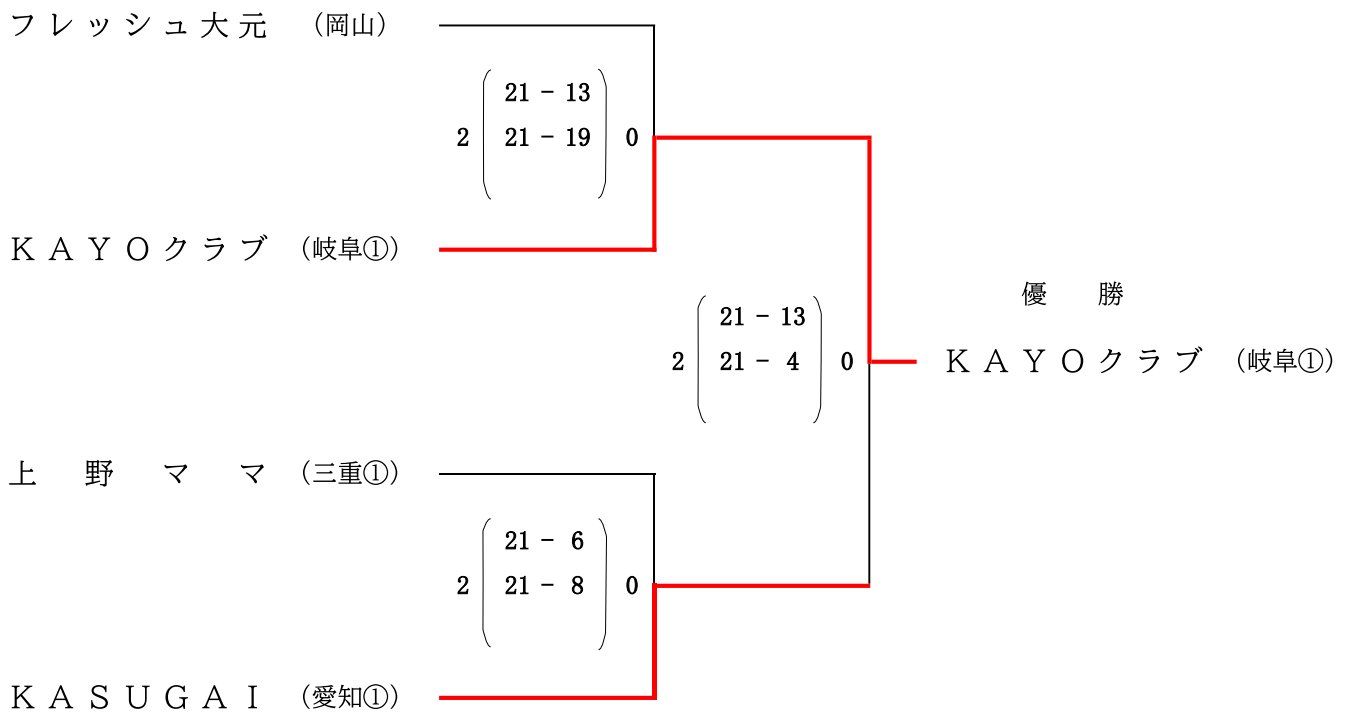 フレッシュ大元 （岡山）
21 - 13
2 21 - 19 0
ＫＡＹＯクラブ （岐阜①）
優 勝
21 - 13
2 21 - 4 0
ＫＡＹＯクラブ （岐阜①）
上野ママ （三重①）
21 - 6
2 21 - 8 0
ＫＡＳＵＧＡＩ （愛知①）